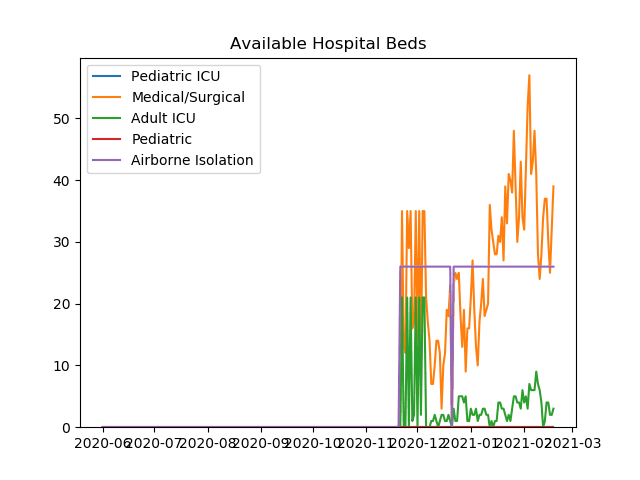 Available Hospital Beds
Pediatric ICU
Medical/Surgical
Adult ICU
Pediatric
Airborne Isolation
50
40
30
20
10
0
2020-06 2020-07 2020-08 2020-09 2020-10 2020-11 2020-12 2021-01 2021-02 2021-03